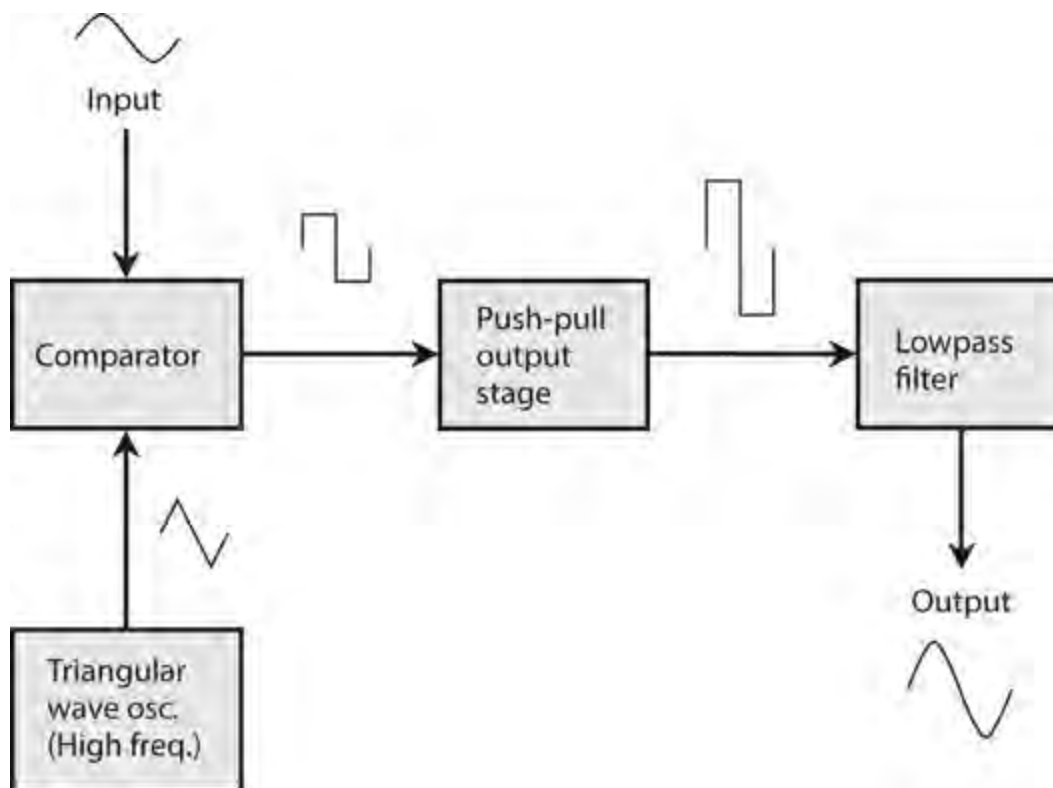 Input
Comparator
Push-pull
output
stage
Lowpass
filter
Triangular
wave osc.
(High freq.)
Output